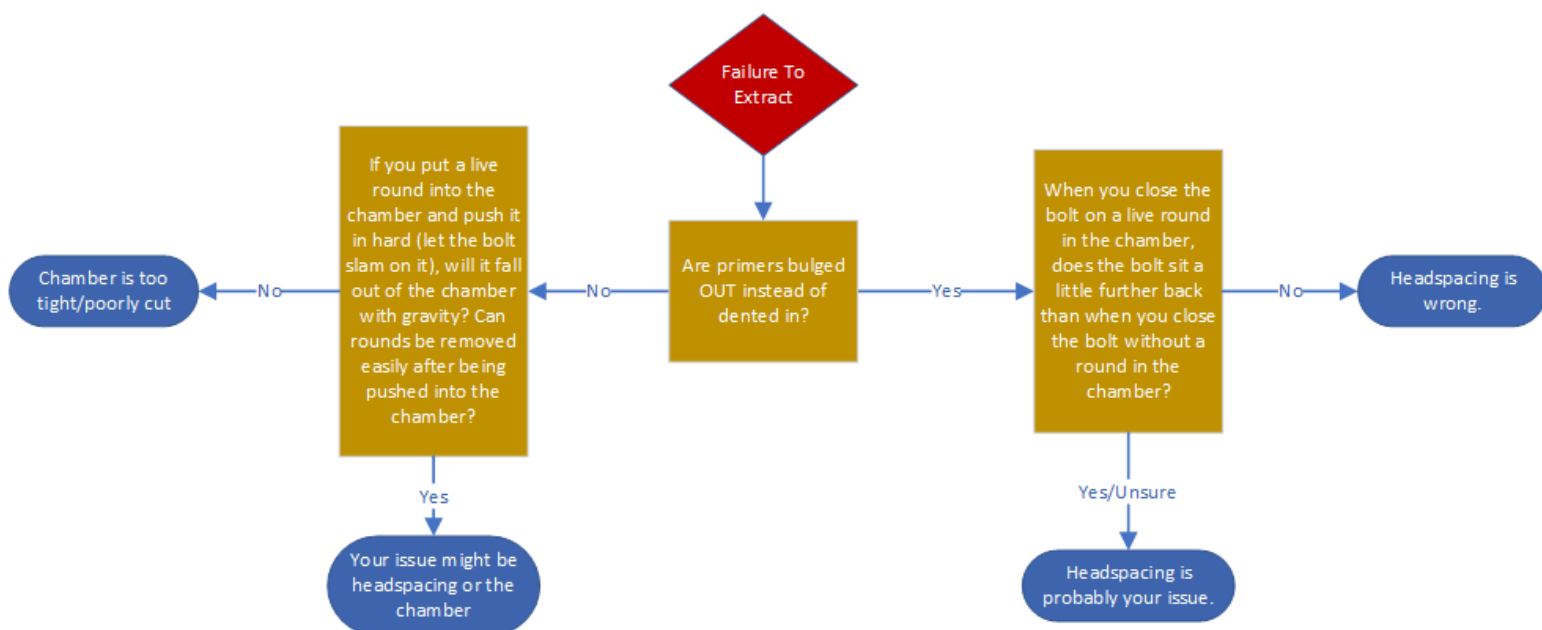 Failure To
Extract
If you put a live
round into the
chamber and push it
in hard (let the bolt
slam on it), will it fall
out of the chamber
with gravity? Can
rounds be removed
easily after being
pushed into the
chamber?
When you close the
bolt on a live round
in the chamber,
does the bolt sit a
little further back
than when you close
the bolt without a
round in the
chamber?
Are primers bulged
OUT instead of
dented in?
Chamber is too
tight/poorly cut
No
No
Yes
No
Headspacing is
wrong.
Yes
Yes/Unsure
Your issue might be
headspacing or the
chamber
Headspacing is
probably your issue.